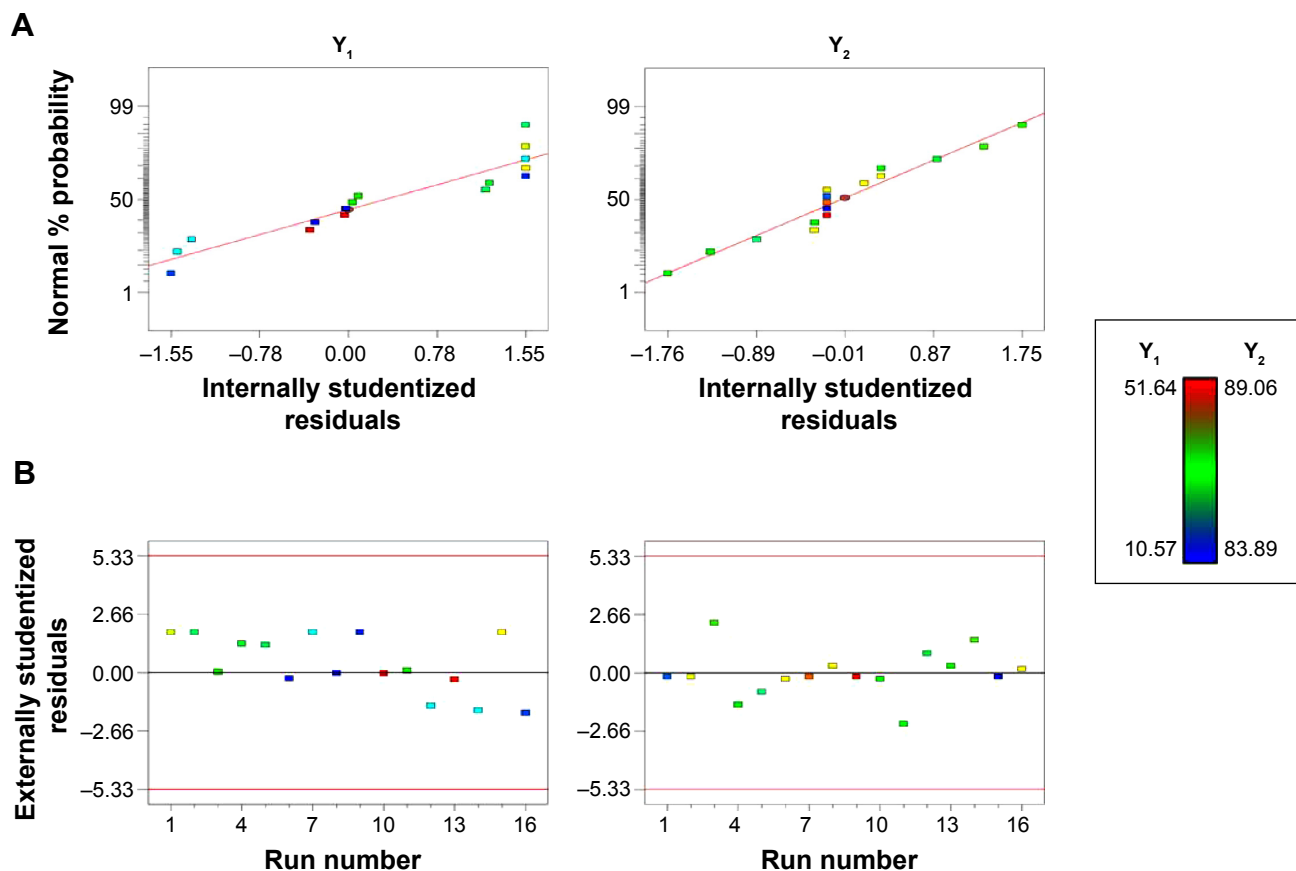 A
Y1
Y2
Normal % probability
99
50
1
99
50
1
–1.55
–0.78
0.00
0.78
1.55
–1.76
–0.89
–0.01
0.87
1.75
Internally studentized
residuals
Internally studentized
residuals
Y1
Y2
51.64
89.06
10.57
83.89
B
Externally studentized
residuals
5.33
2.66
0.00
–2.66
–5.33
5.33
2.66
0.00
–2.66
–5.33
1
4
7
10
13
16
1
4
7
10
13
16
Run number
Run number